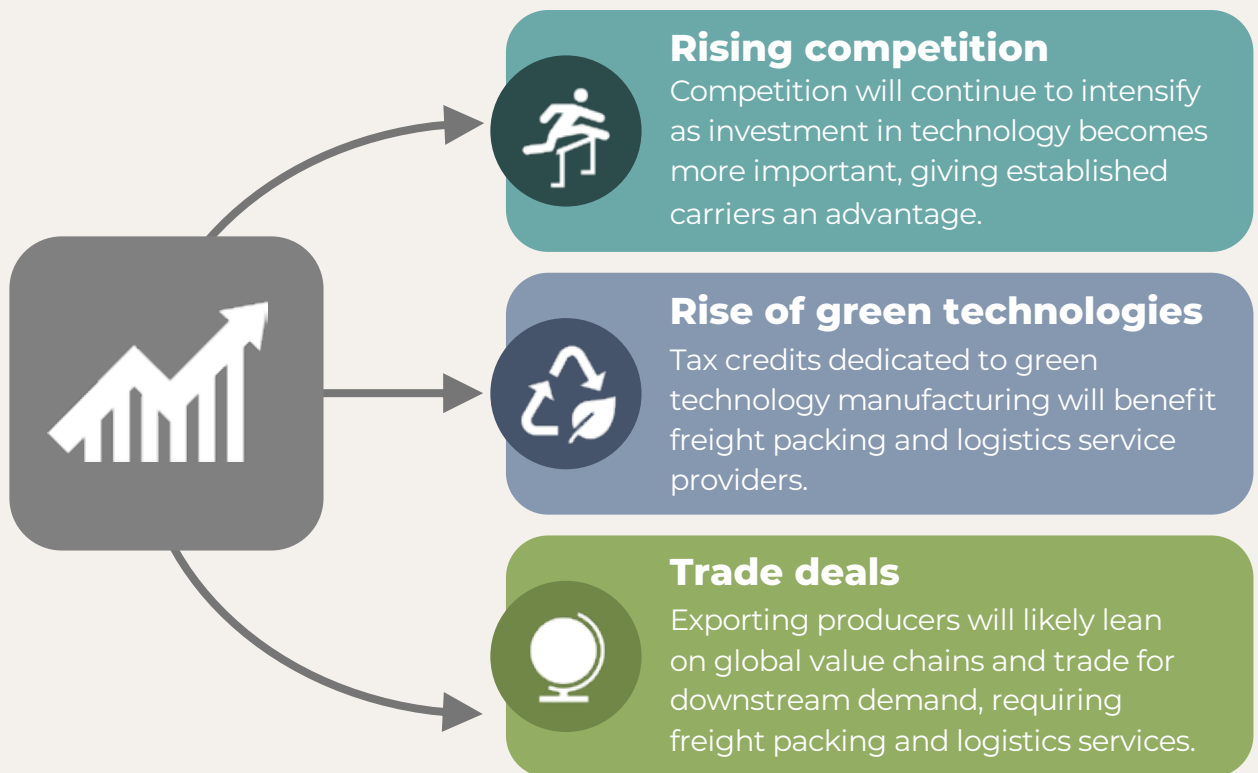 Rising competition
Competition will continue to intensify
as investment in technology becomes
more important, giving established
carriers an advantage.
Rise of green technologies
Tax credits dedicated to green
technology manufacturing will benefit
freight packing and logistics service
providers.
Trade deals
Exporting producers will likely lean
on global value chains and trade for
downstream demand, requiring
freight packing and logistics services.